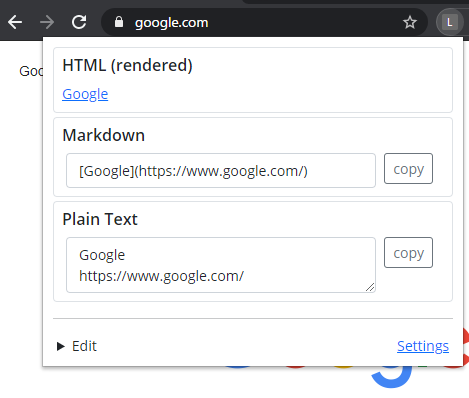 google.com
L
Goo
HTML (rendered)
Google
Markdown
[Google](https://www.google.com/)
copy
Plain Text
Google
https://www.google.com/
copy
Edit
Settings